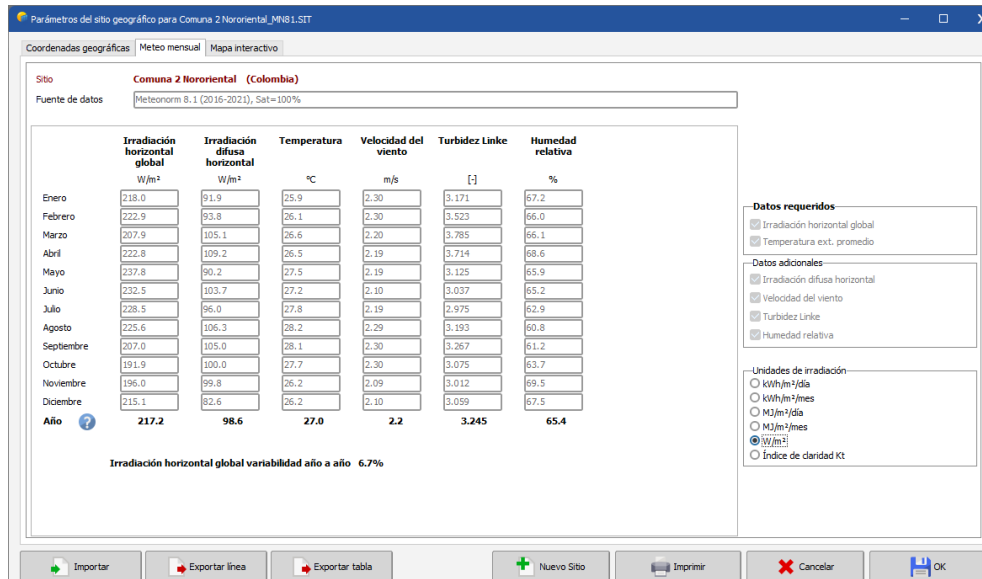 Parámetros del sitio geográfico para Comuna 2 Nororiental_MN81.SIT
Coordenadas geográficas Meteo mensual Mapa interactivo
Sitio Comuna 2 Nororiental (Colombia)
Fuente de datos Meteonorm 8.1 (2016-2021), Sat=100%
Irradiación horizontal global Irradiación difusa horizontal Temperatura Velocidad del viento Turbidez Linke Humedad relativa
W/m² W/m² °C m/s [-] %
Enero 218.0 91.9 25.9 2.30 3.171 67.2
Febrero 222.9 93.8 26.1 2.30 3.523 66.0
Marzo 207.9 105.1 26.6 2.20 3.785 66.1
Abril 222.8 109.2 26.5 2.19 3.714 68.6
Mayo 237.8 90.2 27.5 2.19 3.125 65.9
Junio 232.5 103.7 27.2 2.10 3.037 65.2
Julio 228.5 96.0 27.8 2.19 2.975 62.9
Agosto 225.6 106.3 28.2 2.29 3.193 60.8
Septiembre 207.0 105.0 28.1 2.30 3.267 61.2
Octubre 191.9 100.0 27.7 2.30 3.075 63.7
Noviembre 196.0 99.8 26.2 2.09 3.012 69.5
Diciembre 215.1 82.6 26.2 2.10 3.059 67.5
Año ? 217.2 98.6 27.0 2.2 3.245 65.4
Irradiación horizontal global variabilidad año a año 6.7%
Datos requeridos
Irradiación horizontal global
Temperatura ext. promedio
Datos adicionales
Irradiación difusa horizontal
Velocidad del viento
Turbidez Linke
Humedad relativa
Unidades de irradiación
kWh/m²/día
kWh/m²/mes
MJ/m²/día
MJ/m²/mes
W/m²
Índice de claridad Kt
Importar Exportar línea Exportar tabla Nuevo Sitio Imprimir Cancelar OK